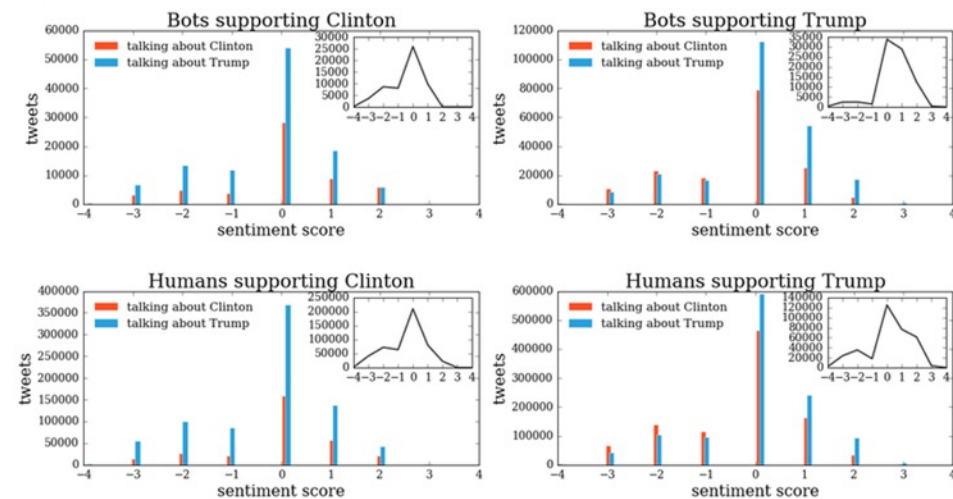 Bots supporting Clinton
60000
50000
40000
30000
20000
10000
0
tweets
talking about Clinton
talking about Trump
30000
25000
20000
15000
10000
5000
0
−4 −3 −2 −1 0 1 2 3 4
−4 −3 −2 −1 0 1 2 3 4
sentiment score
Bots supporting Trump
120000
100000
80000
60000
40000
20000
0
tweets
talking about Clinton
talking about Trump
35000
30000
25000
20000
15000
10000
5000
0
−4 −3 −2 −1 0 1 2 3 4
−4 −3 −2 −1 0 1 2 3 4
sentiment score
Humans supporting Clinton
400000
350000
300000
250000
200000
150000
100000
50000
0
tweets
talking about Clinton
talking about Trump
250000
200000
150000
100000
50000
0
−4 −3 −2 −1 0 1 2 3 4
−4 −3 −2 −1 0 1 2 3 4
sentiment score
Humans supporting Trump
600000
500000
400000
300000
200000
100000
0
tweets
talking about Clinton
talking about Trump
140000
120000
100000
80000
60000
40000
20000
0
−4 −3 −2 −1 0 1 2 3 4
−4 −3 −2 −1 0 1 2 3 4
sentiment score